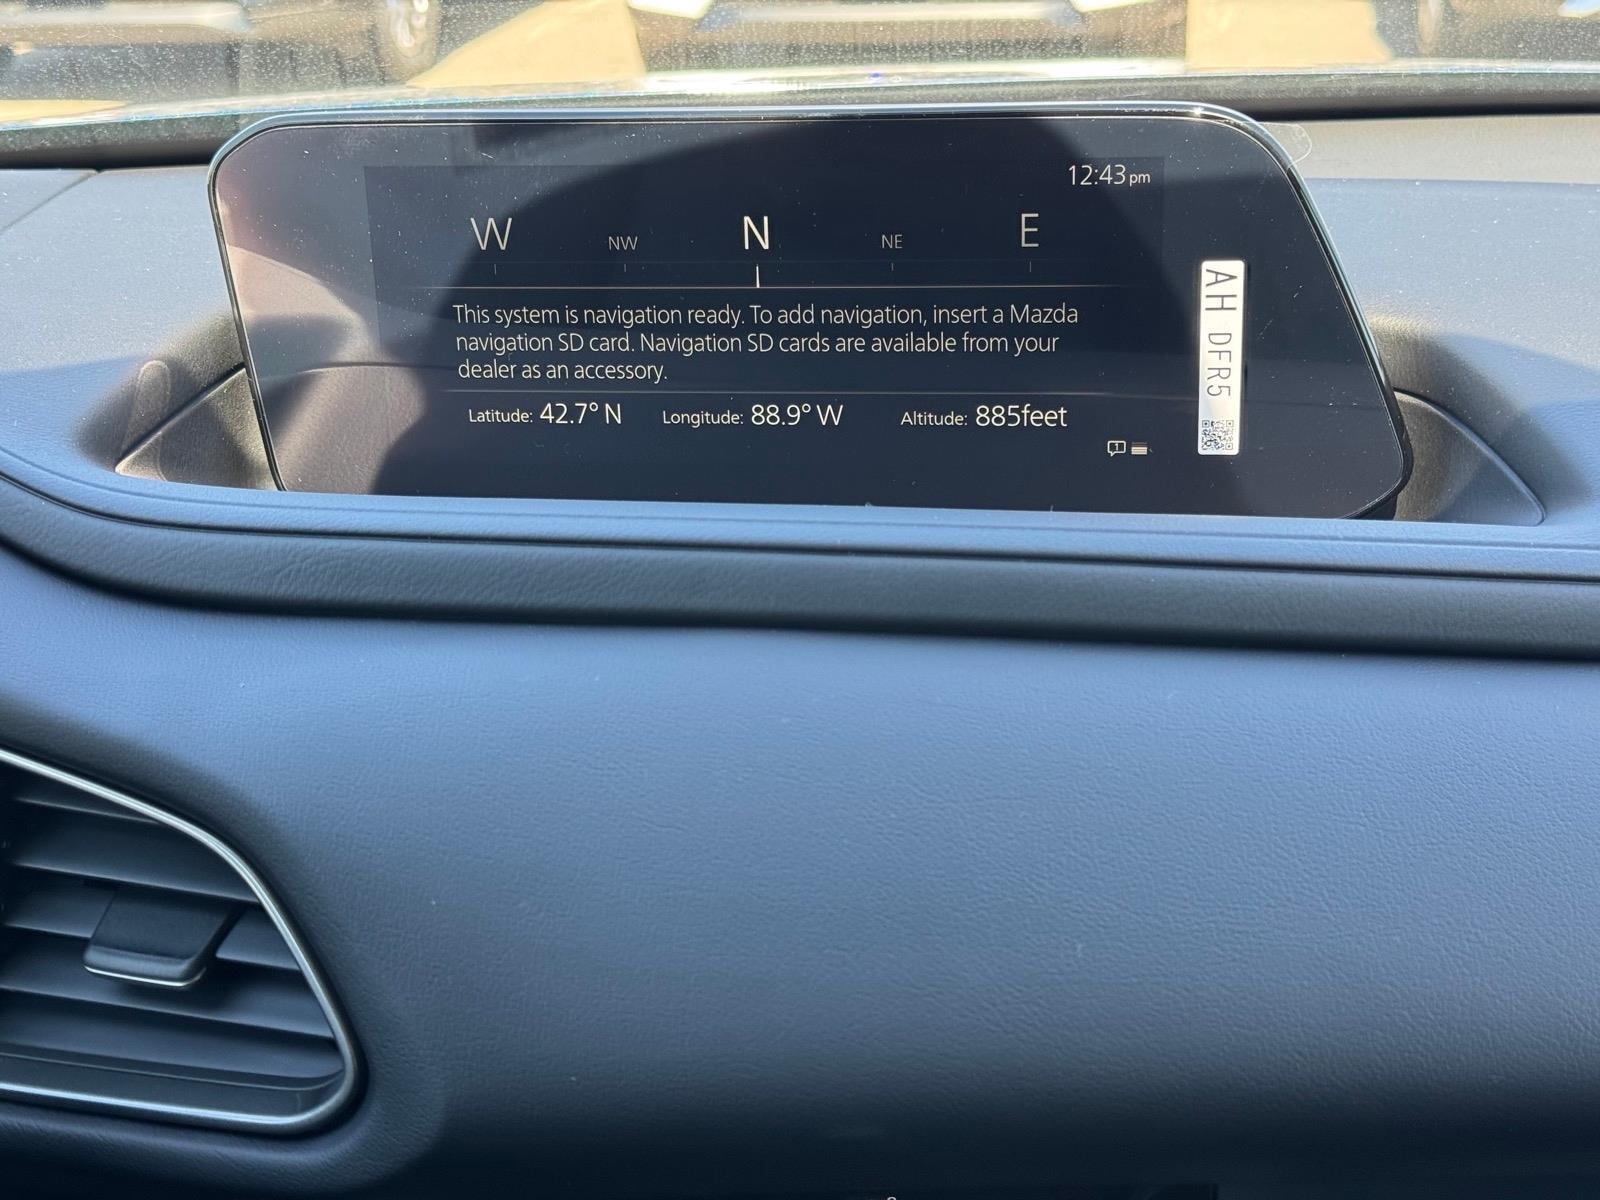 12:43 pm
W NW N NE E
This system is navigation ready. To add navigation, insert a Mazda
navigation SD card. Navigation SD cards are available from your
dealer as an accessory.
Latitude: 42.7° N Longitude: 88.9° W Altitude: 885feet
1
AH DFR5